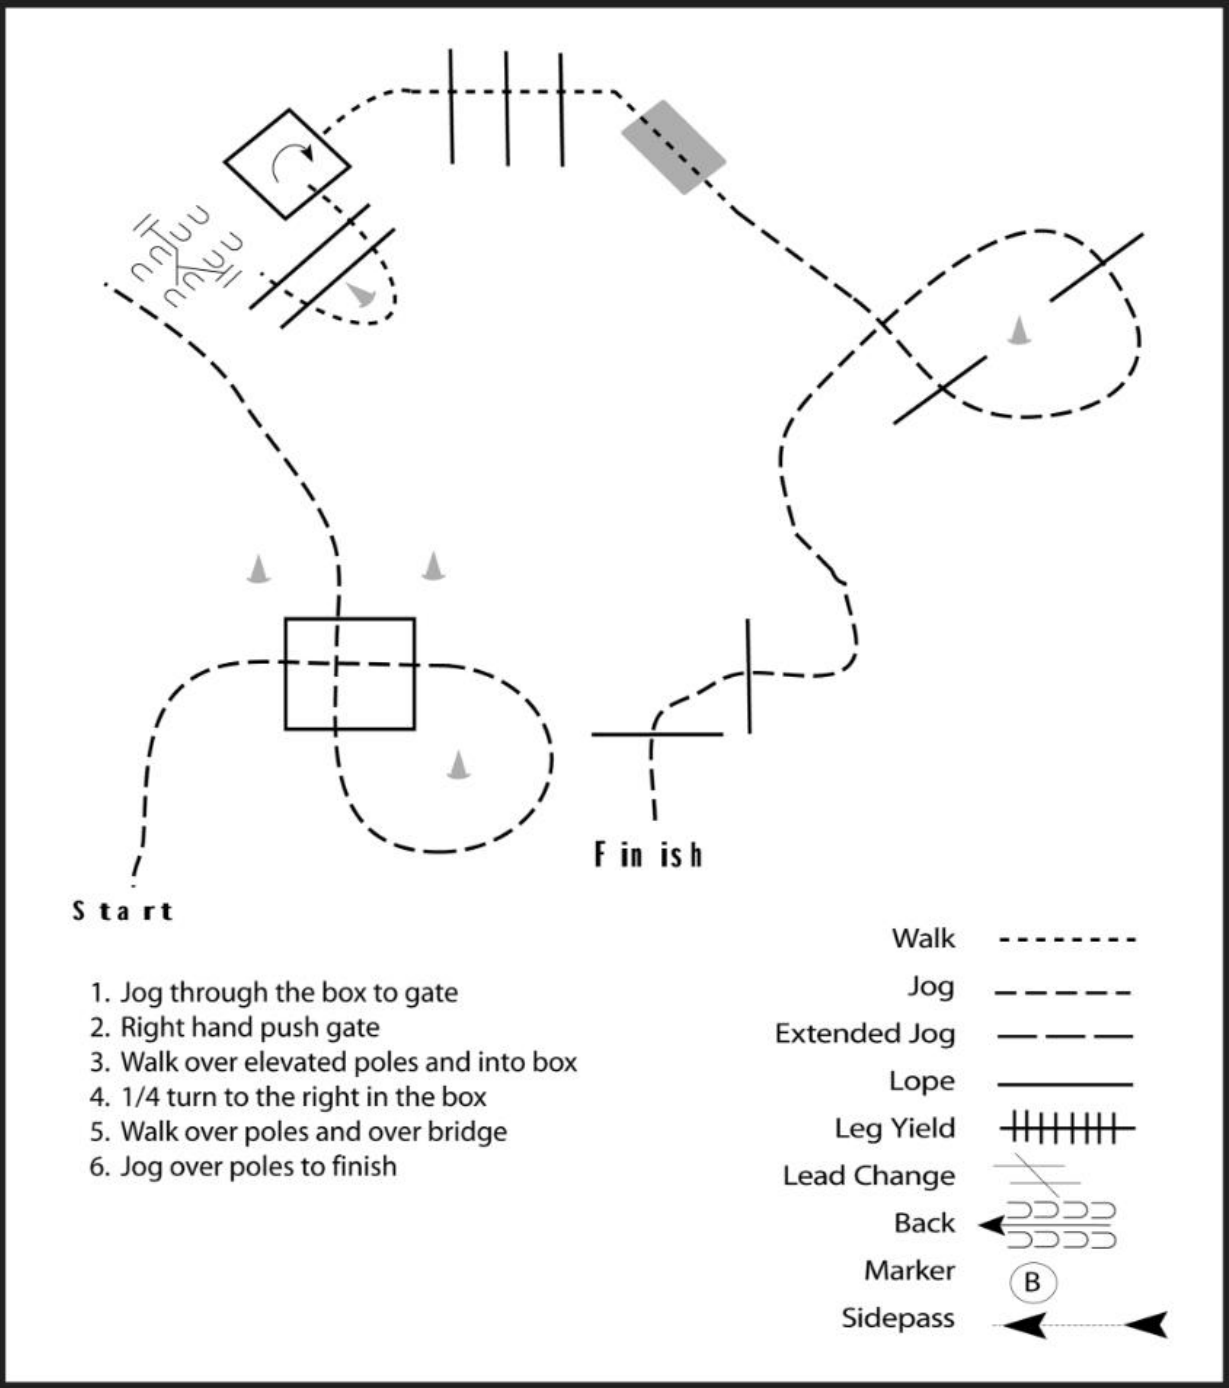 Finish
Start
1. Jog through the box to gate
2. Right hand push gate
3. Walk over elevated poles and into box
4. 1/4 turn to the right in the box
5. Walk over poles and over bridge
6. Jog over poles to finish
Walk
Jog
Extended Jog
Lope
Leg Yield
Lead Change
Back
Marker B
Sidepass